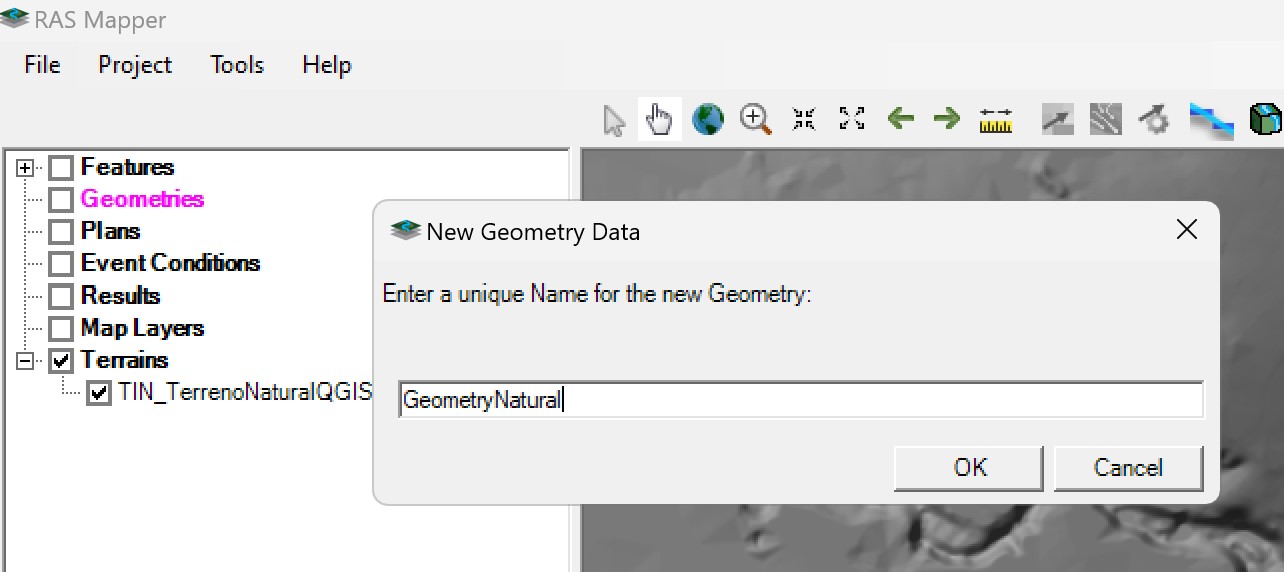 RAS Mapper
File Project Tools Help
Features
Geometries
Plans
Event Conditions
Results
Map Layers
Terrains
TIN_TerrenoNaturalQGIS
New Geometry Data
Enter a unique Name for the new Geometry:
GeometryNatural
OK Cancel